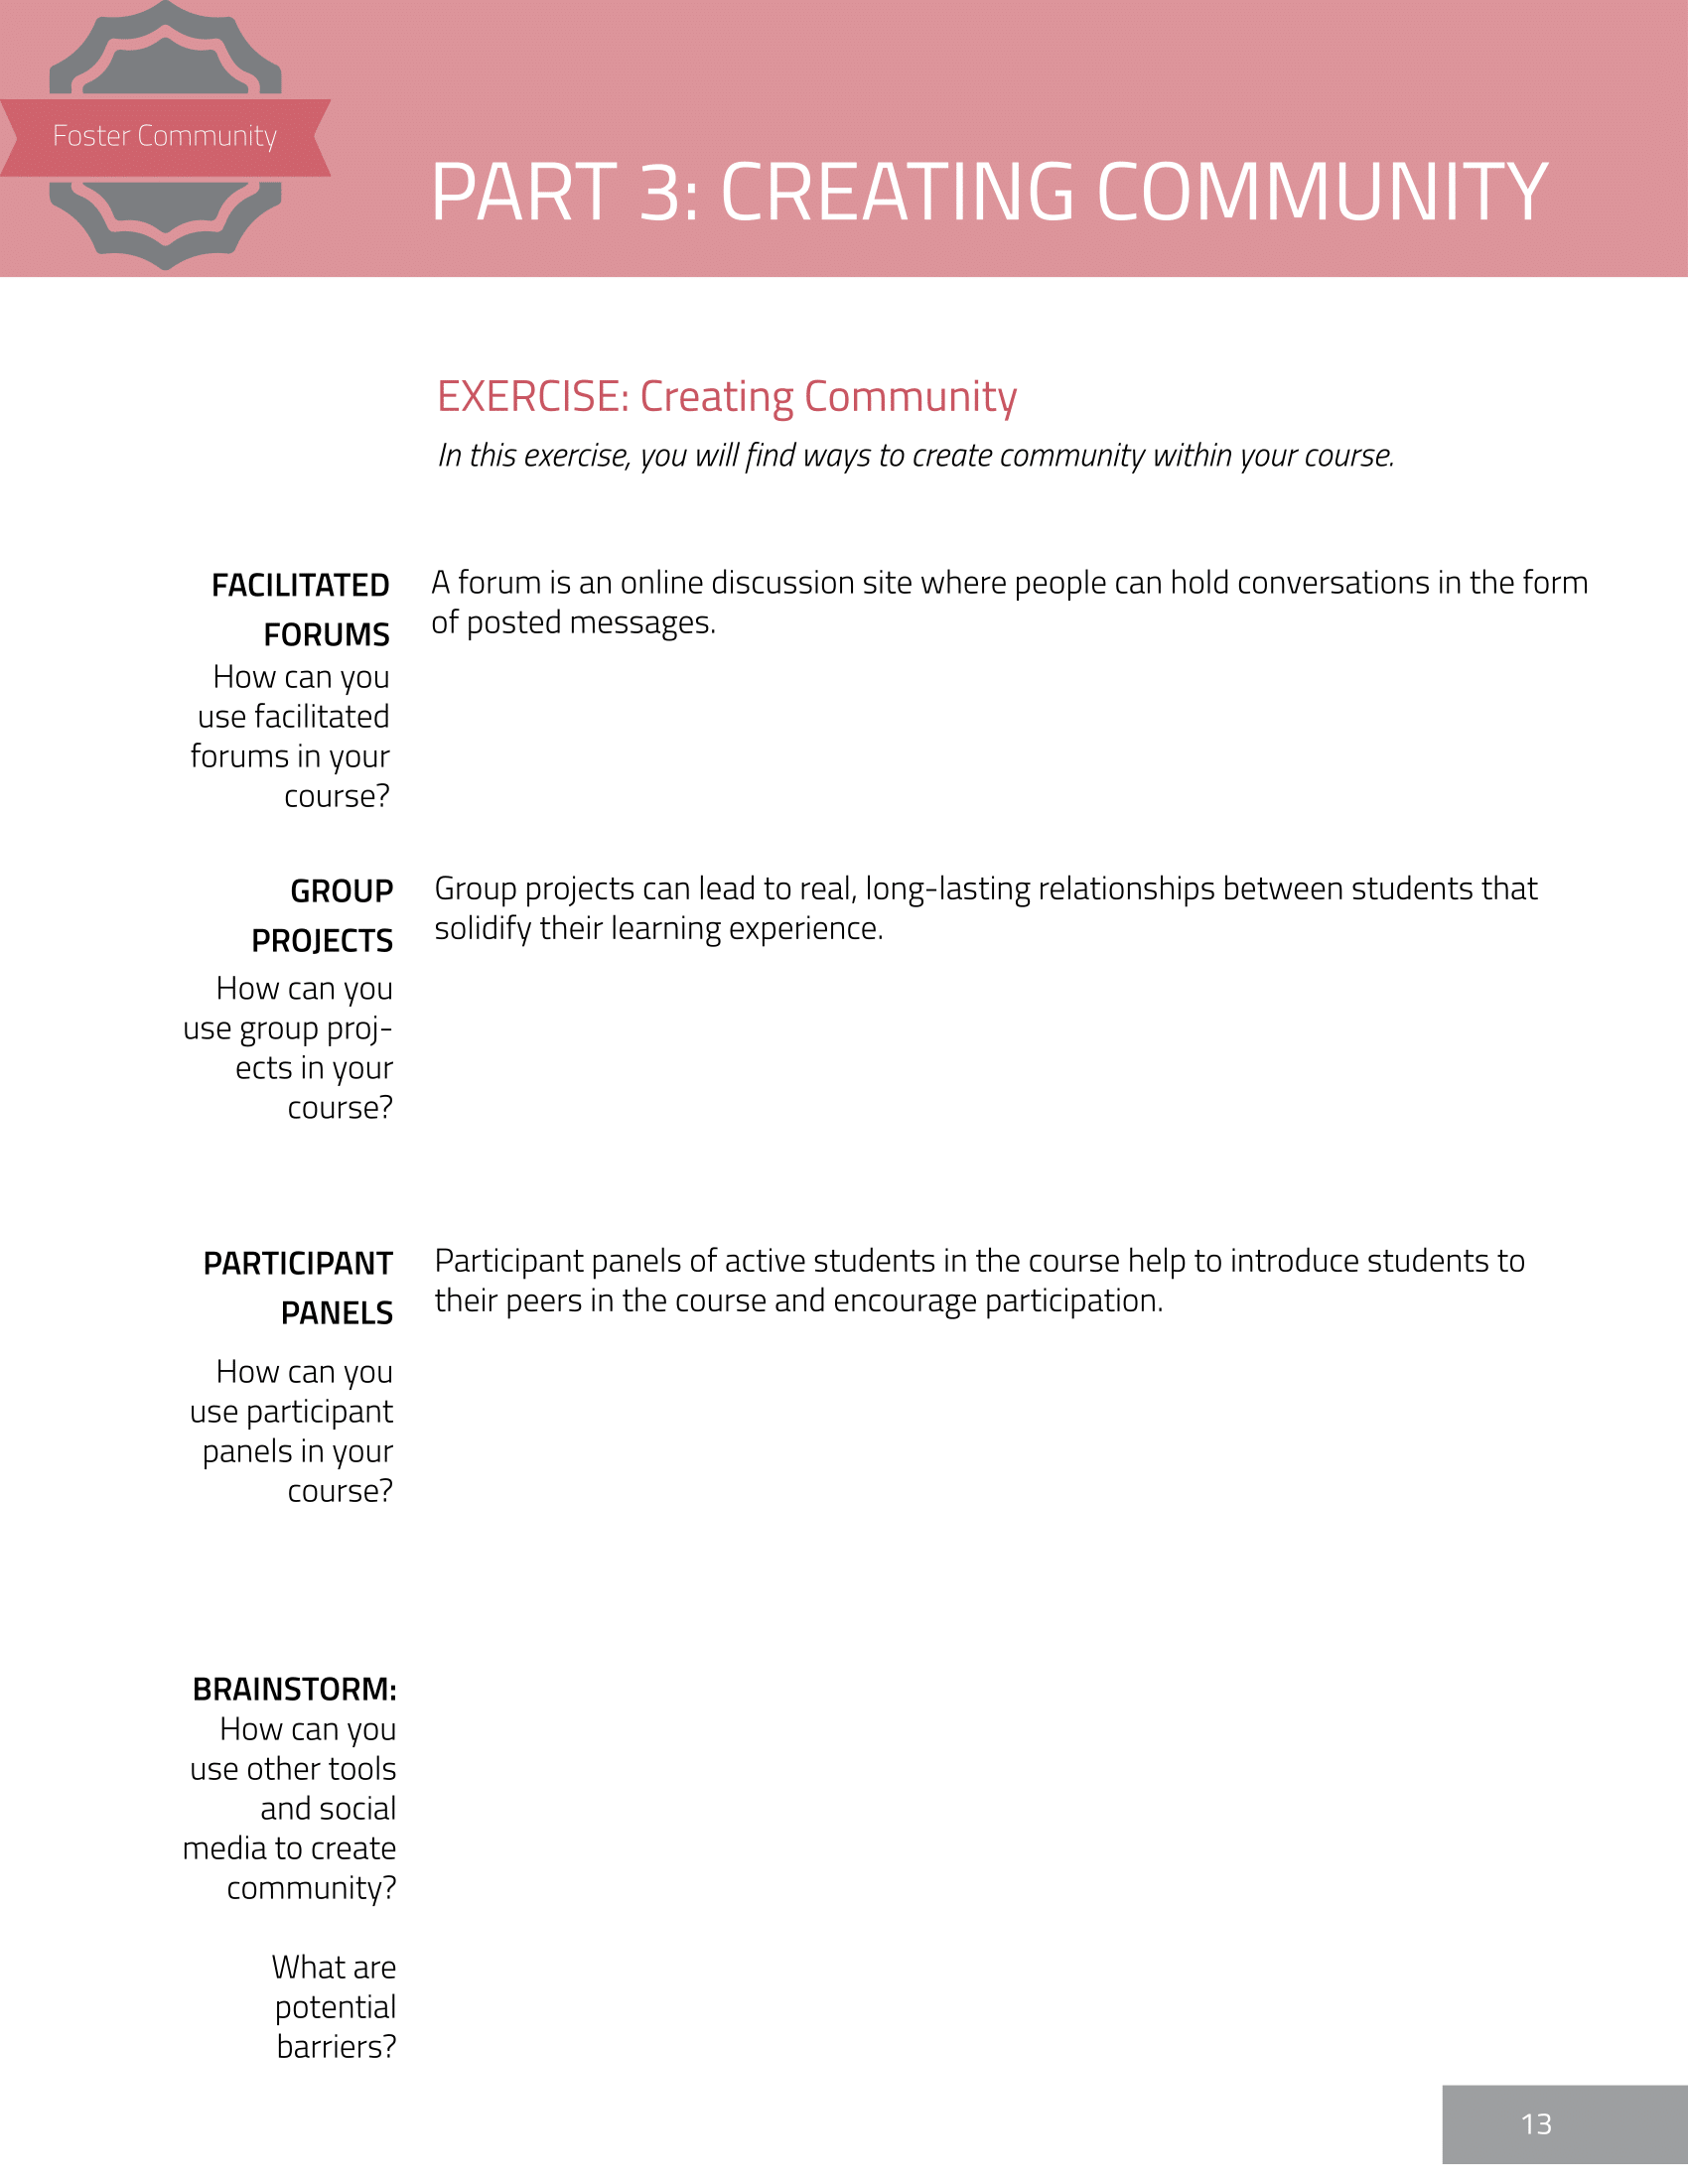 Foster Community
PART 3: CREATING COMMUNITY
EXERCISE: Creating Community
In this exercise, you will find ways to create community within your course.
FACILITATED
FORUMS
How can you
use facilitated
forums in your
course?
A forum is an online discussion site where people can hold conversations in the form
of posted messages.
GROUP
PROJECTS
How can you
use group proj-
ects in your
course?
Group projects can lead to real, long-lasting relationships between students that
solidify their learning experience.
PARTICIPANT
PANELS
How can you
use participant
panels in your
course?
Participant panels of active students in the course help to introduce students to
their peers in the course and encourage participation.
BRAINSTORM:
How can you
use other tools
and social
media to create
community?
What are
potential
barriers?
13